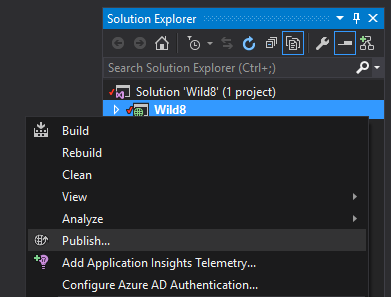 Solution Explorer
Search Solution Explorer (Ctrl+;)
Solution 'Wild8' (1 project)
Wild8
Build
Rebuild
Clean
View
Analyze
Publish...
Add Application Insights Telemetry...
Configure Azure AD Authentication...